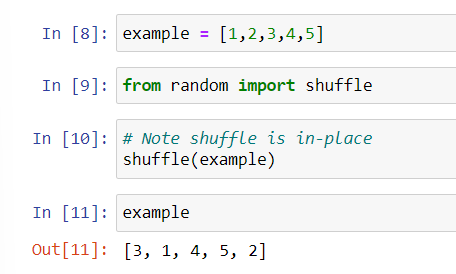 In [8]: example = [1,2,3,4,5]
In [9]: from random import shuffle
In [10]: # Note shuffle is in-place
shuffle(example)
In [11]: example
Out[11]: [3, 1, 4, 5, 2]